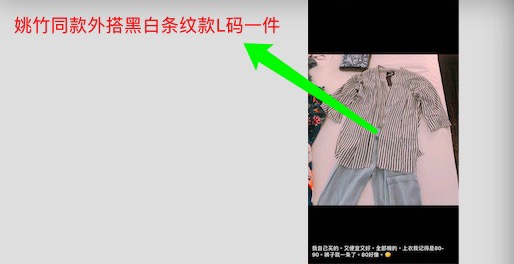 姚竹同款外搭黑白条纹款L码一件
我自己买的。又便宜又好。全部棉的。上衣我记得是80-
90。裤子我一条了。80好像。😄